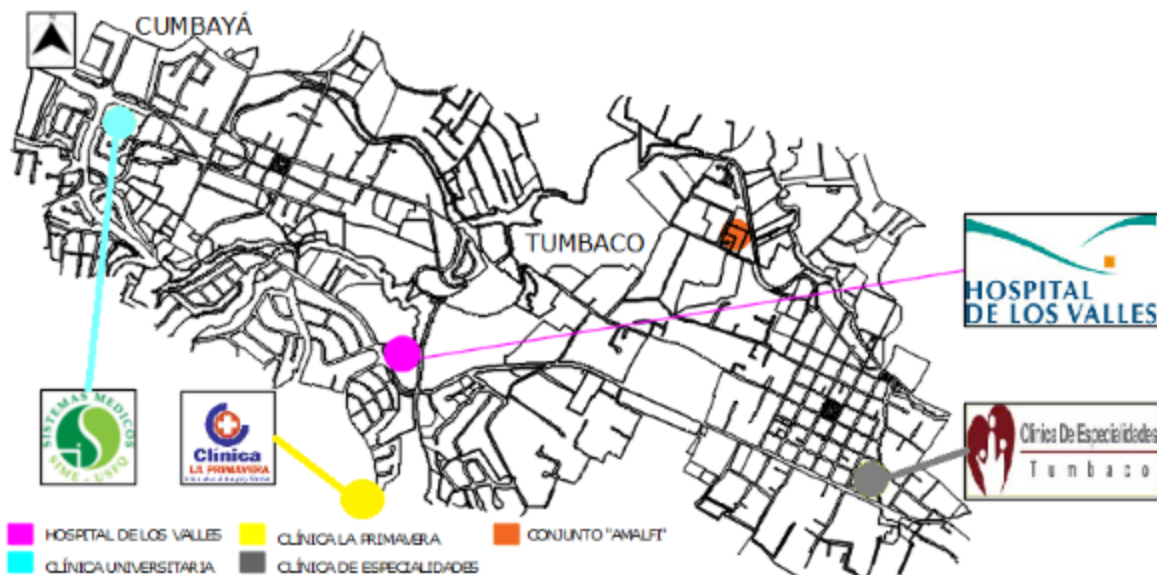 CUMBAYÁ
TUMBACO
HOSPITAL
DE LOS VALLES
SISTEMAS MEDICOS
SIME - USFQ
Clínica
LA PRIMAVERA
Clínica De Especialidades
Tumbaco
HOSPITAL DE LOS VALLES
CLÍNICA LA PRIMAVERA
CONJUNTO "AMALFI"
CLÍNICA UNIVERSITARIA
CLÍNICA DE ESPECIALIDADES